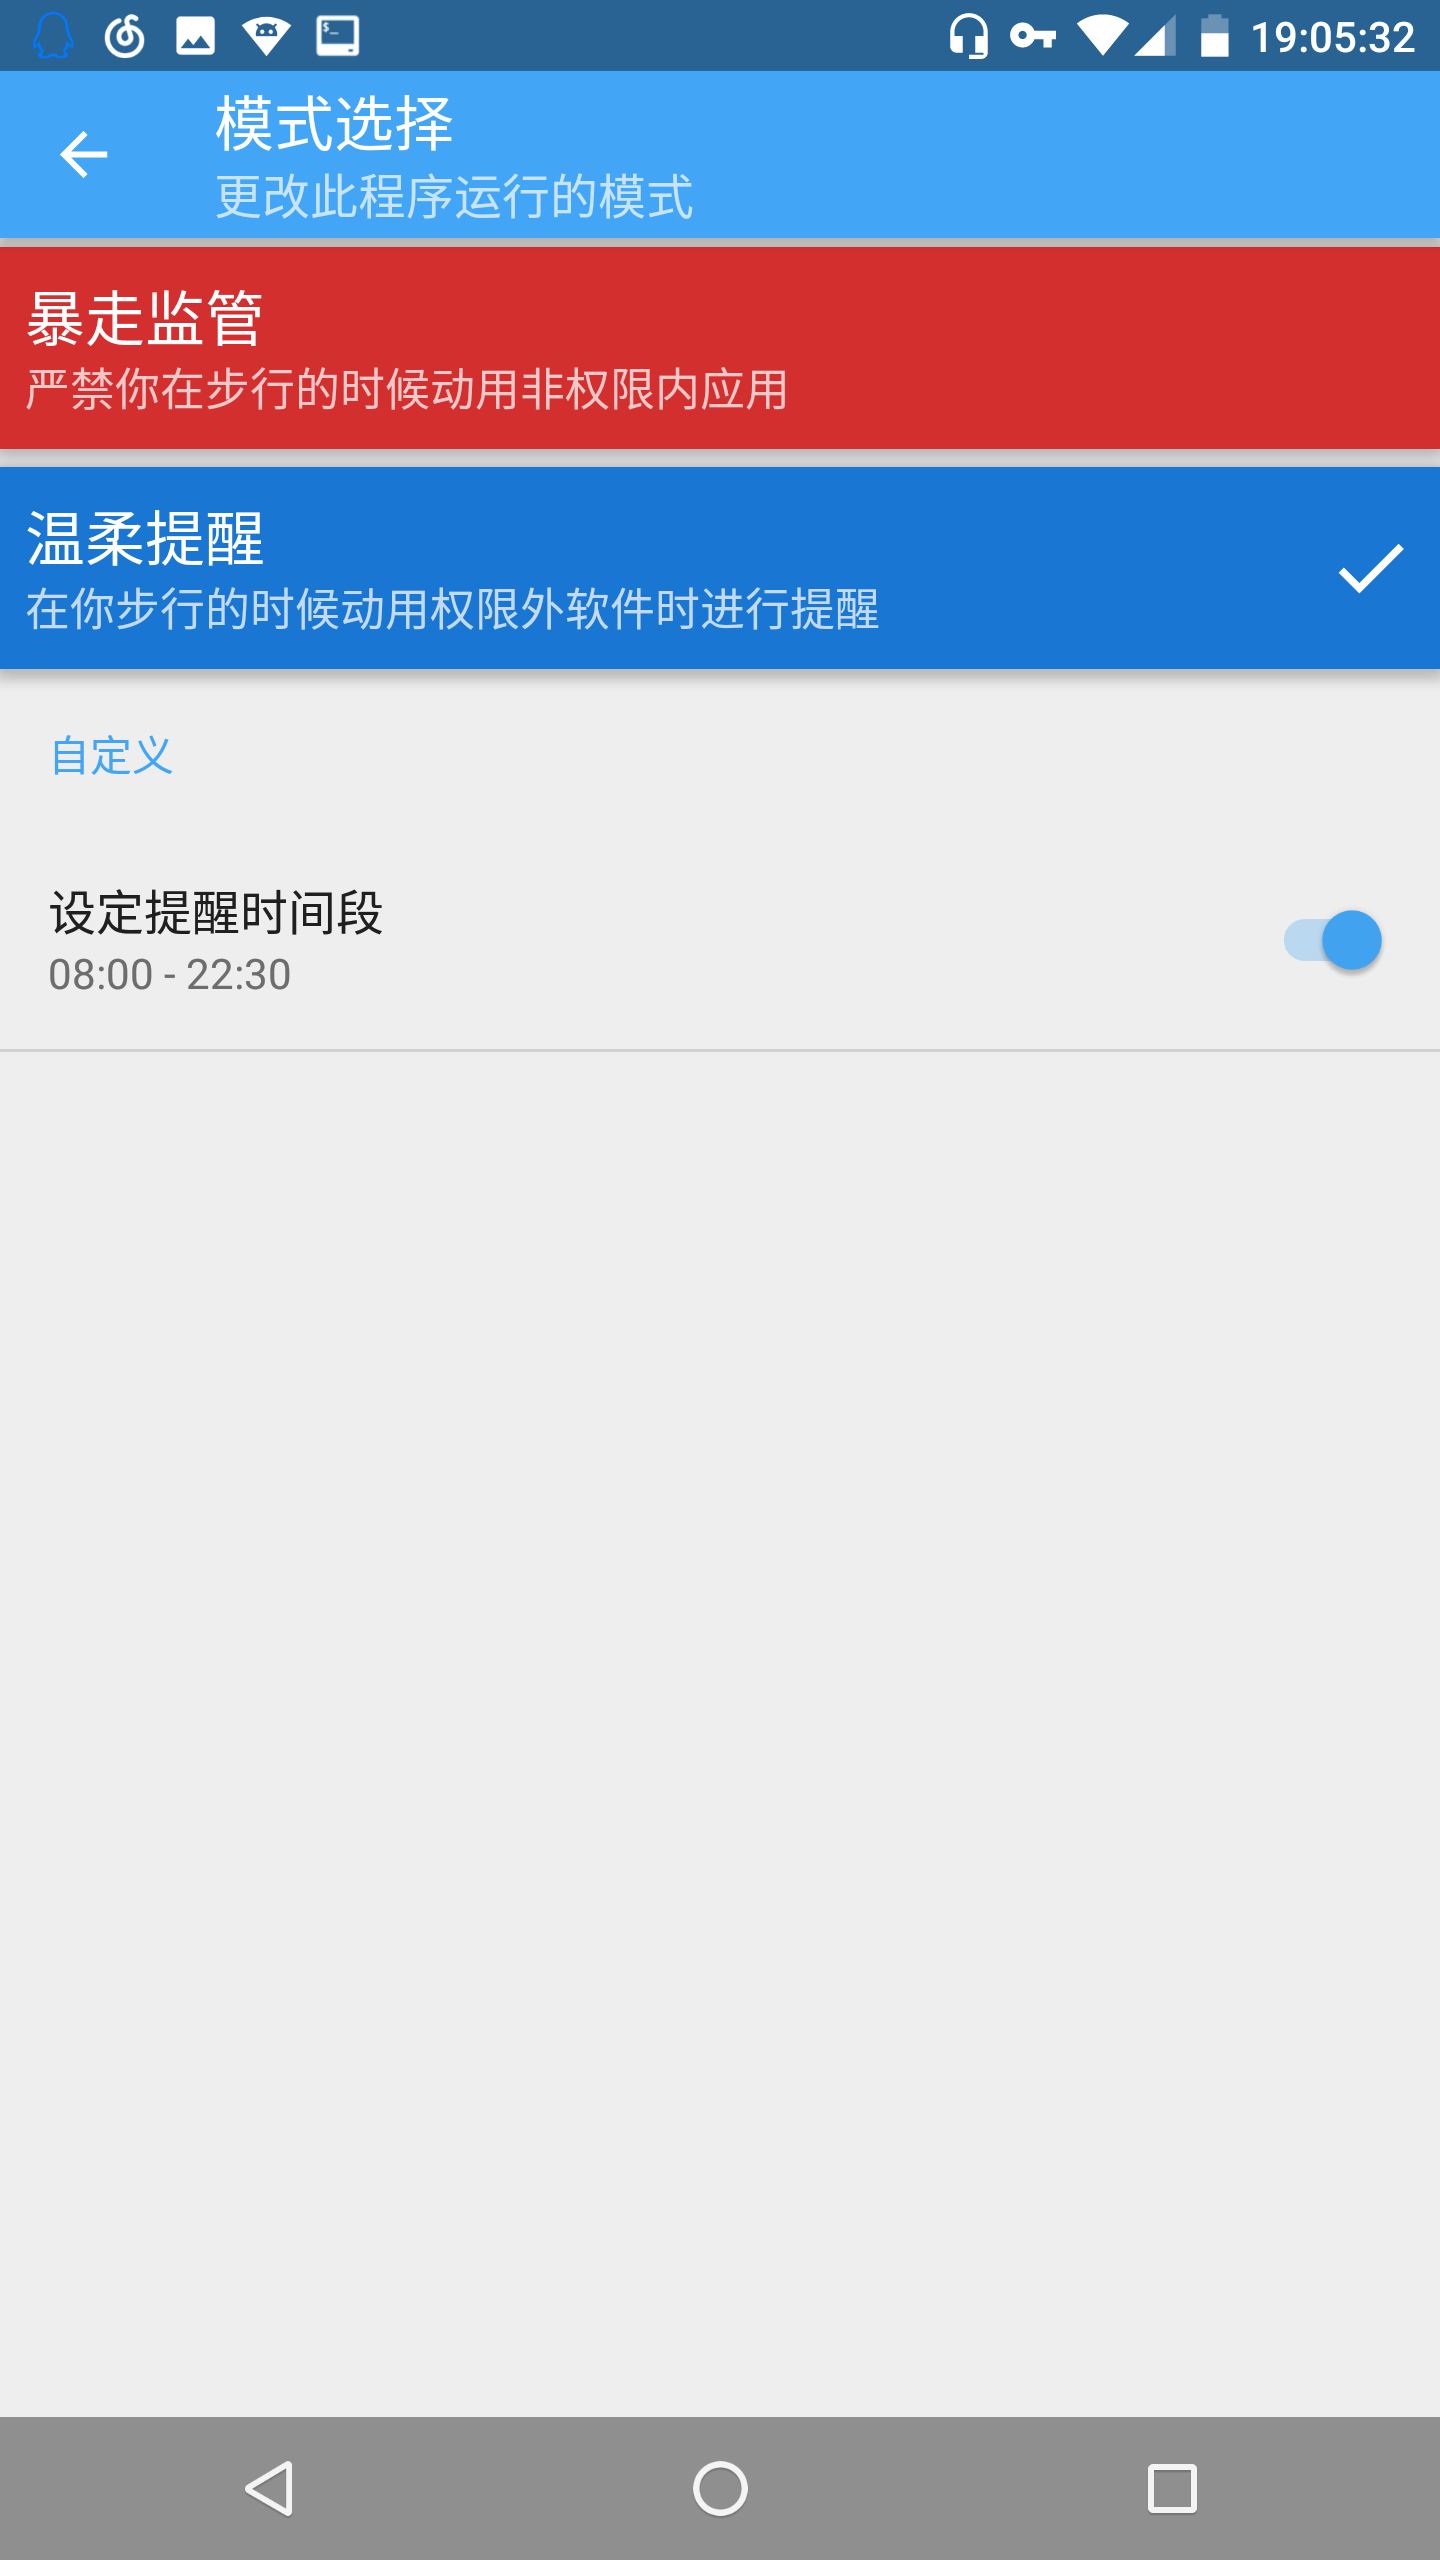 19:05:32
模式选择
更改此程序运行的模式
暴走监管
严禁你在步行的时候动用非权限内应用
温柔提醒
在你步行的时候动用权限外软件时进行提醒
自定义
设定提醒时间段
08:00 - 22:30